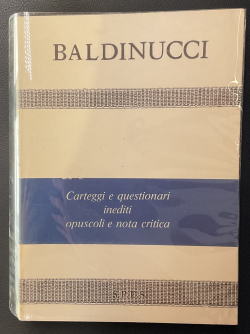 BALDINUCCI
Carteggi e questionari
inediti
opuscoli e nota critica
S.P.E.S.